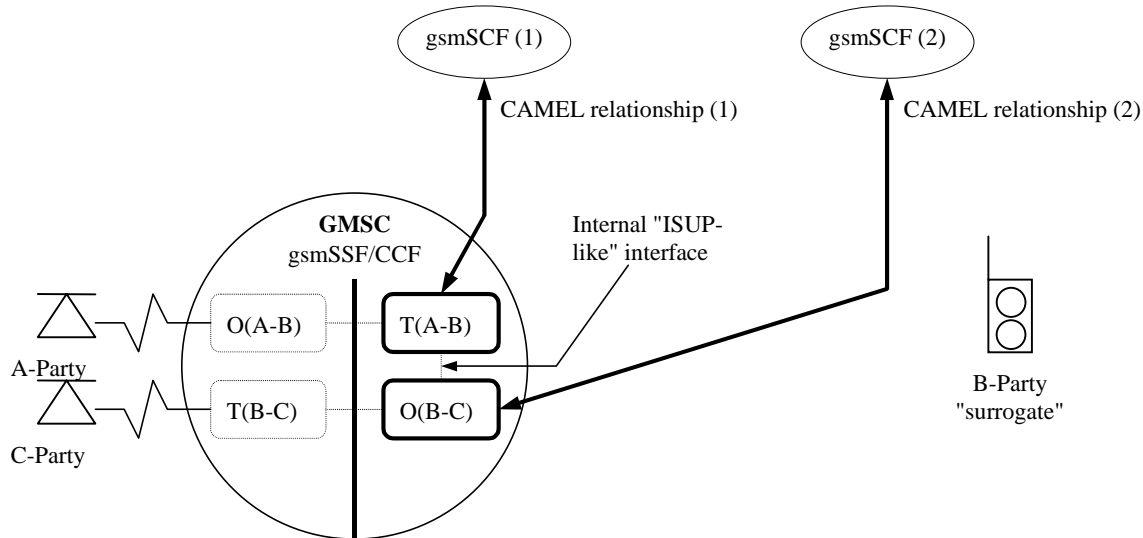 gsmSCF (1)
gsmSCF (2)
CAMEL relationship (1)
CAMEL relationship (2)
GMSC
gsmSSF/CCF
Internal "ISUP-
like" interface
O(A-B)
T(A-B)
A-Party
T(B-C)
O(B-C)
C-Party
B-Party
"surrogate"